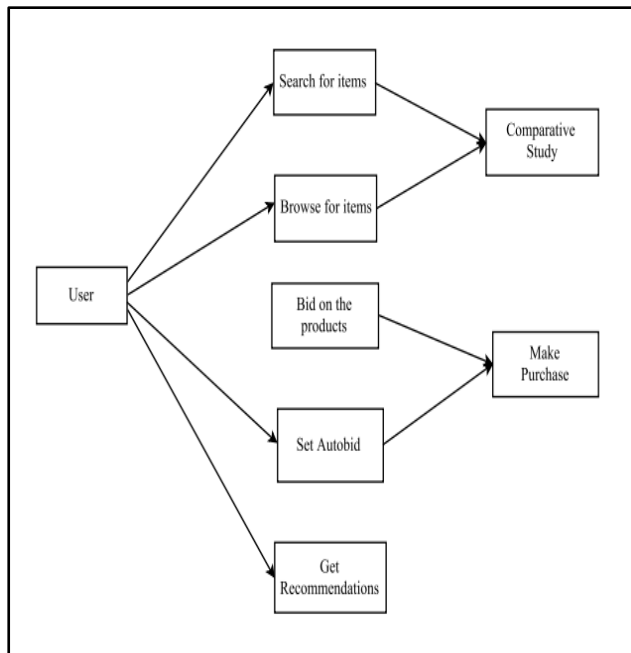 Search for items
Comparative
Study
Browse for items
User
Bid on the
products
Make
Purchase
Set Autobid
Get
Recommendations